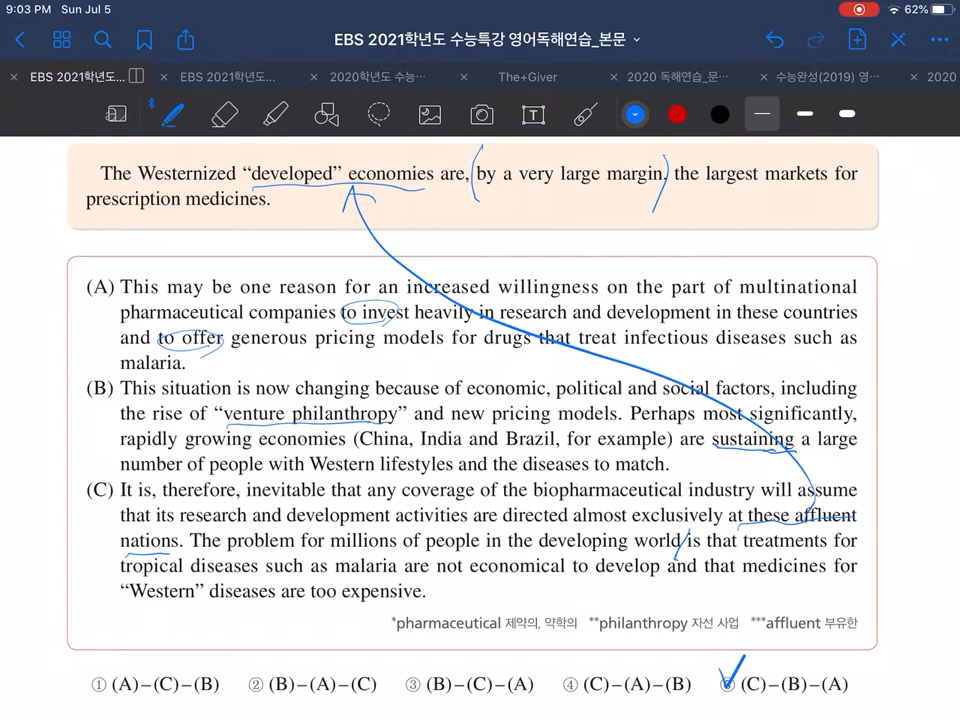 9:03 PM Sun Jul 5 62%
EBS 2021학년도 수능특강 영어독해연습_본문
EBS 2021학년도... EBS 2021학년도... 2020학년도 수능… The+Giver 2020 독해연습_문… 수능완성(2019) 영… 2020
The Westernized “developed” economies are, by a very large margin, the largest markets for
prescription medicines.
(A) This may be one reason for an increased willingness on the part of multinational
pharmaceutical companies to invest heavily in research and development in these countries
and to offer generous pricing models for drugs that treat infectious diseases such as
malaria.
(B) This situation is now changing because of economic, political and social factors, including
the rise of “venture philanthropy” and new pricing models. Perhaps most significantly,
rapidly growing economies (China, India and Brazil, for example) are sustaining a large
number of people with Western lifestyles and the diseases to match.
(C) It is, therefore, inevitable that any coverage of the biopharmaceutical industry will assume
that its research and development activities are directed almost exclusively at these affluent
nations. The problem for millions of people in the developing world is that treatments for
tropical diseases such as malaria are not economical to develop and that medicines for
“Western” diseases are too expensive.
*pharmaceutical 제약의, 약학의 **philanthropy 자선 사업 ***affluent 부유한
① (A)–(C)–(B) ② (B)–(A)–(C) ③ (B)–(C)–(A) ④ (C)–(A)–(B) ⑤ (C)–(B)–(A)